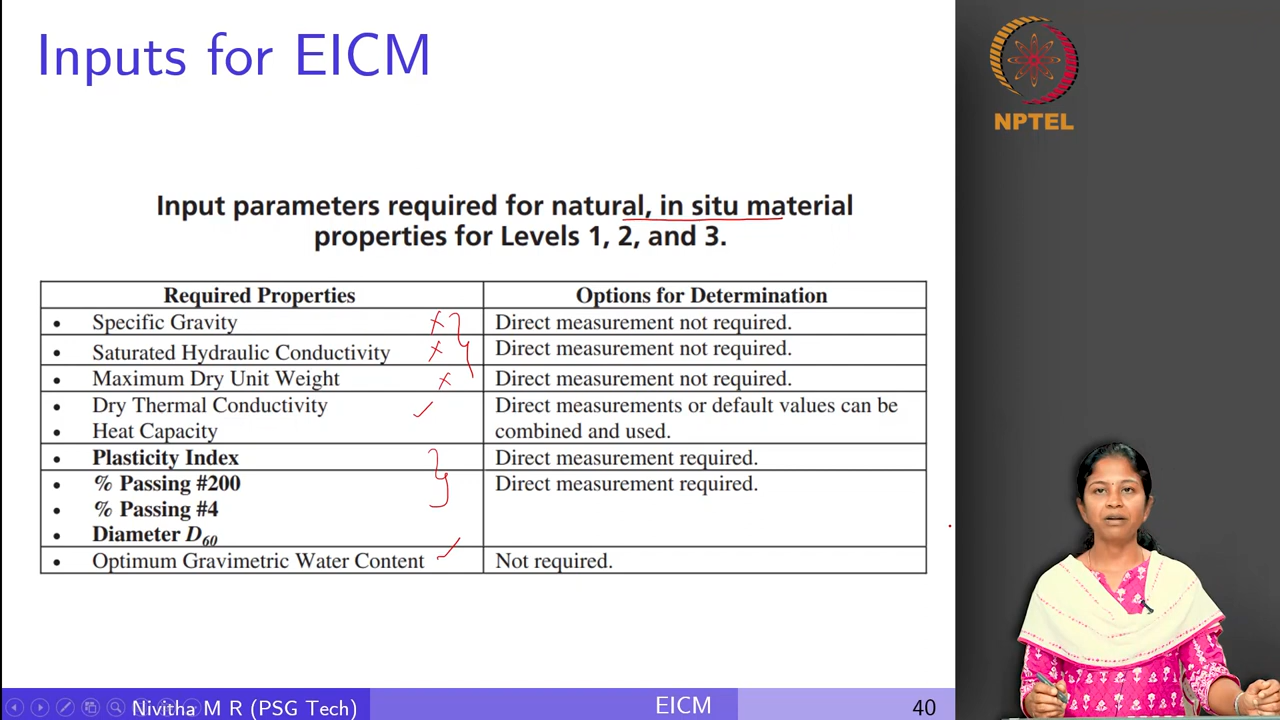 Inputs for EICM
NPTEL
Input parameters required for natural, in situ material
properties for Levels 1, 2, and 3.
Required Properties Options for Determination
• Specific Gravity Direct measurement not required.
• Saturated Hydraulic Conductivity Direct measurement not required.
• Maximum Dry Unit Weight Direct measurement not required.
• Dry Thermal Conductivity Direct measurements or default values can be
• Heat Capacity combined and used.
• Plasticity Index Direct measurement required.
• % Passing #200 Direct measurement required.
• % Passing #4
• Diameter D60
• Optimum Gravimetric Water Content Not required.
Nivitha M R (PSG Tech) EICM 40